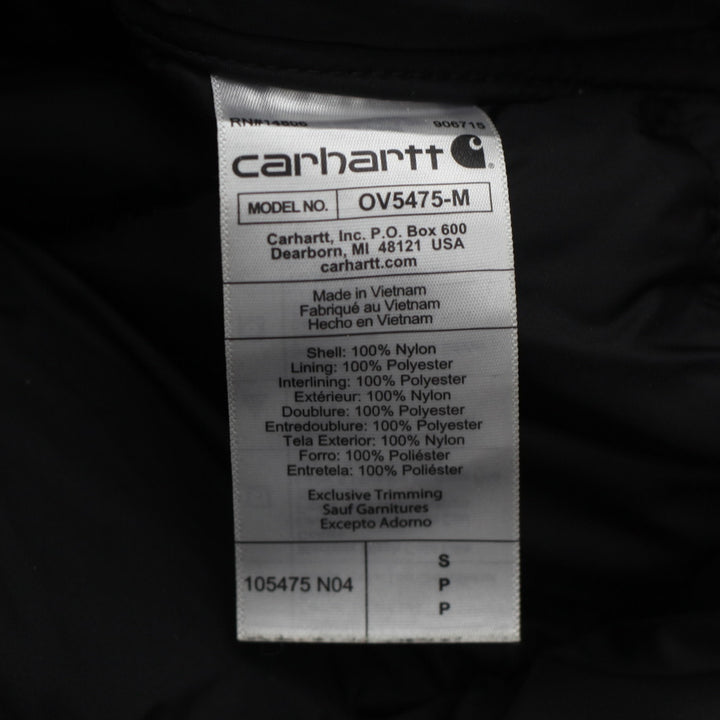 RN#14806 906715
carhartt
MODEL NO. OV5475-M
Carhartt, Inc. P.O. Box 600
Dearborn, MI 48121 USA
carhartt.com
Made in Vietnam
Fabriqué au Vietnam
Hecho en Vietnam
Shell: 100% Nylon
Lining: 100% Polyester
Interlining: 100% Polyester
Extérieur: 100% Nylon
Doublure: 100% Polyester
Entredoublure: 100% Polyester
Tela Exterior: 100% Nylon
Forro: 100% Poliéster
Entretela: 100% Poliéster
Exclusive Trimming
Sauf Garnitures
Excepto Adorno
105475 N04
S
P
P